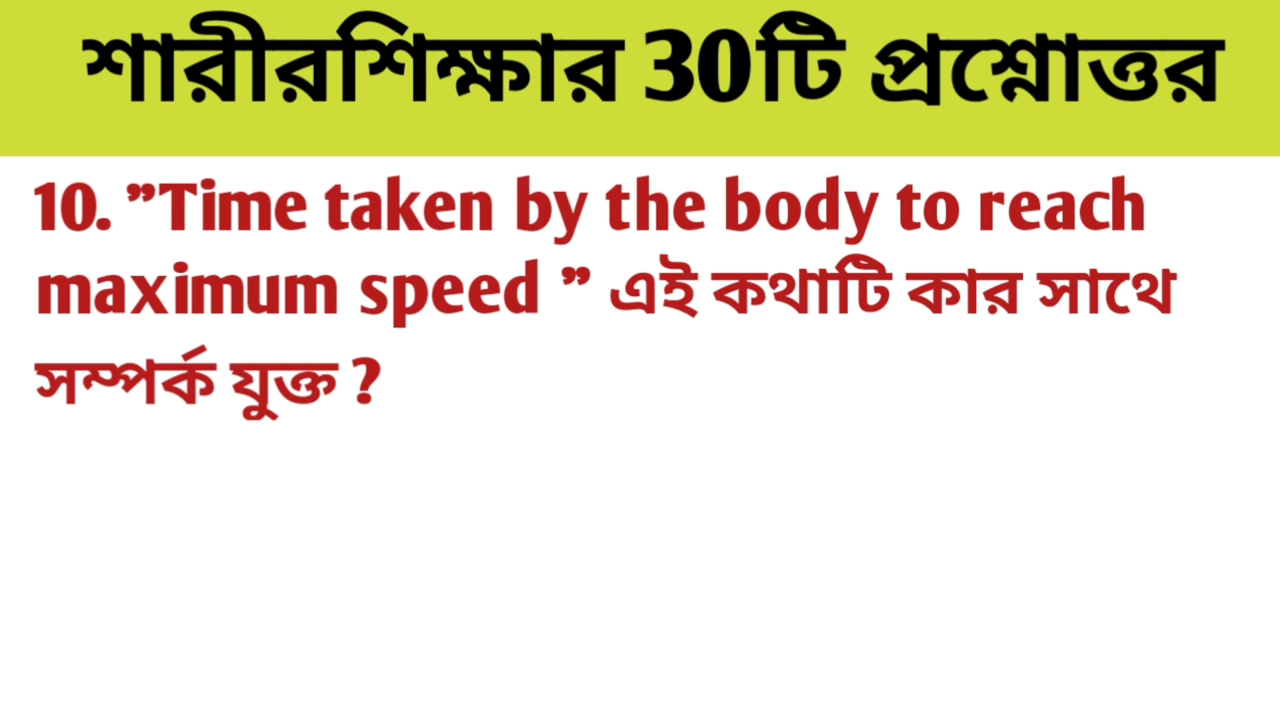 শারীরশিক্ষার 30টি প্রশ্নোত্তর
10. ”Time taken by the body to reach
maximum speed ” এই কথাটি কার সাথে
সম্পর্ক যুক্ত ?